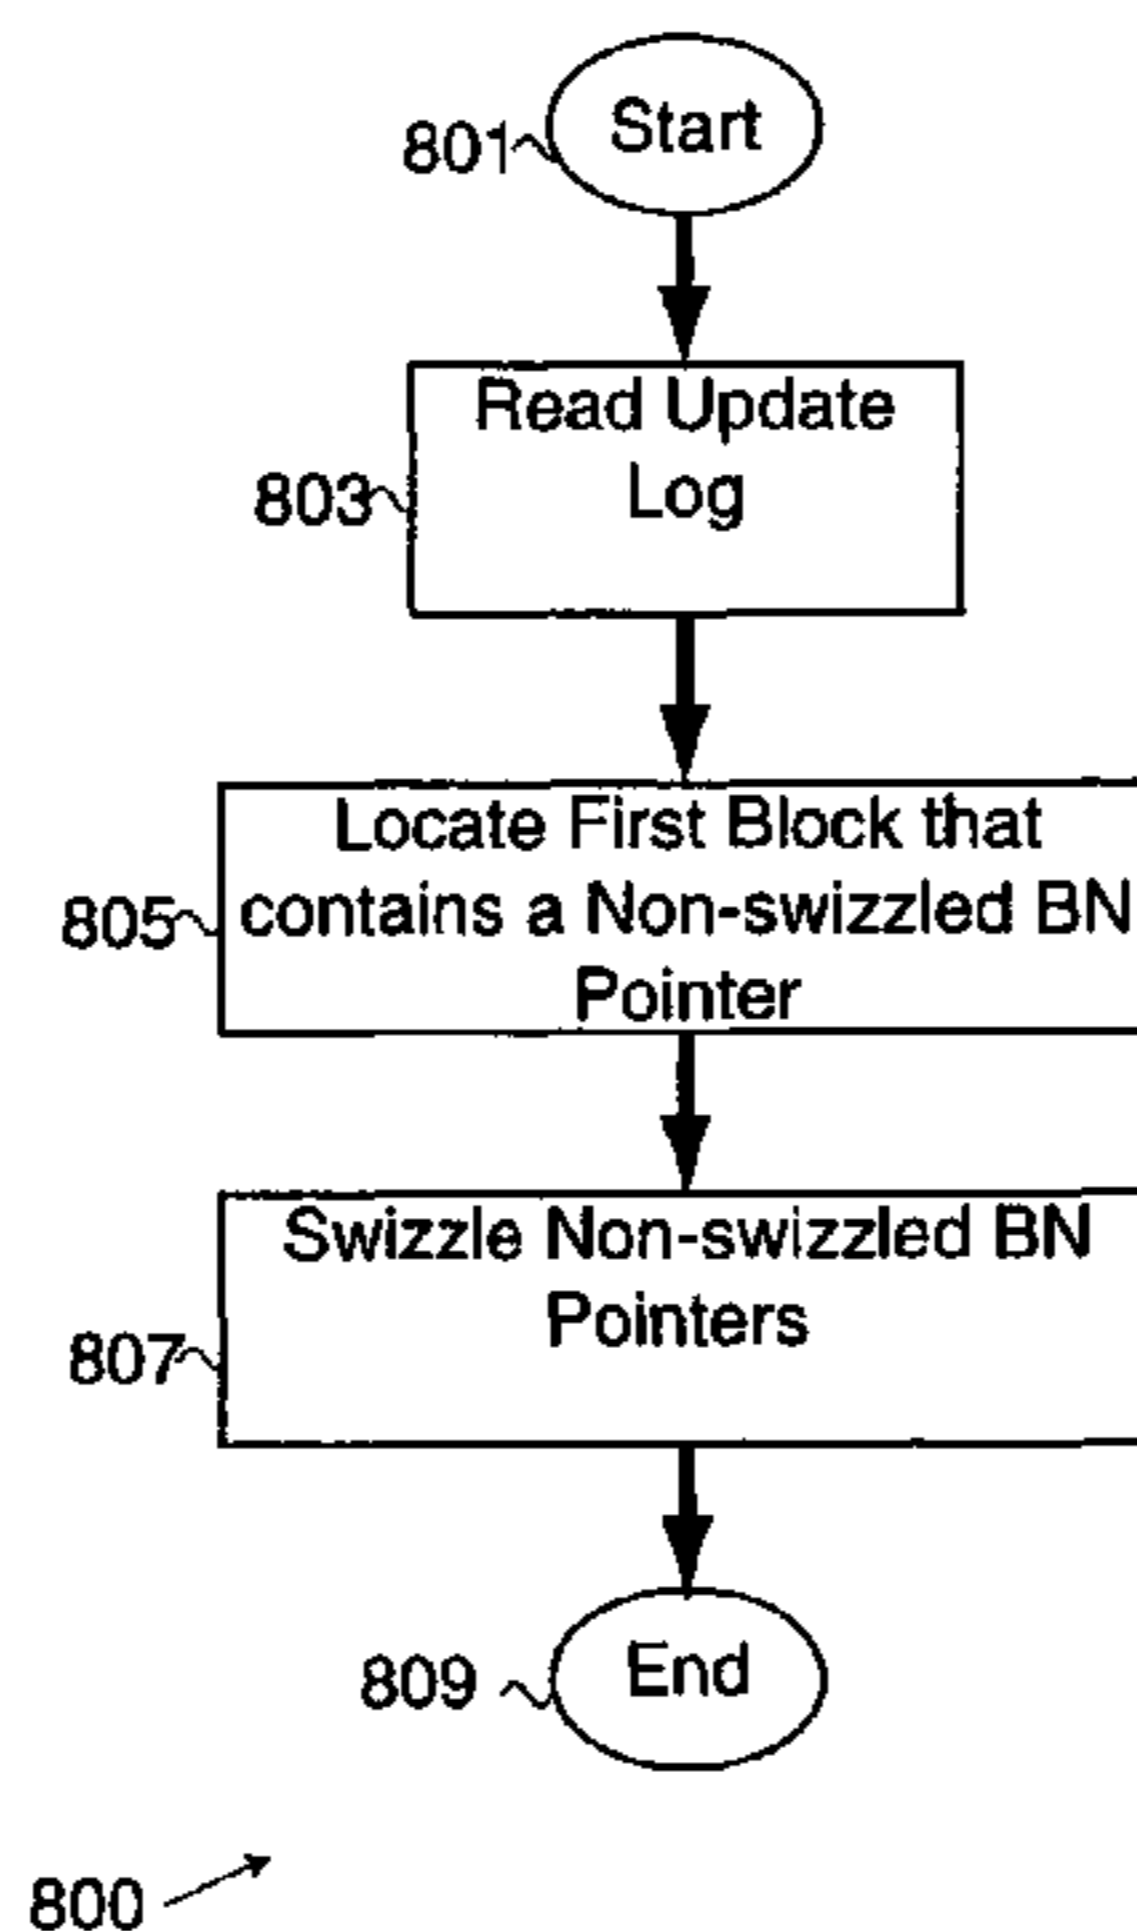 801 Start
Read Update
803 Log
Locate First Block that
805 contains a Non-swizzled BN
Pointer
Swizzle Non-swizzled BN
Pointers
807
809 End
800